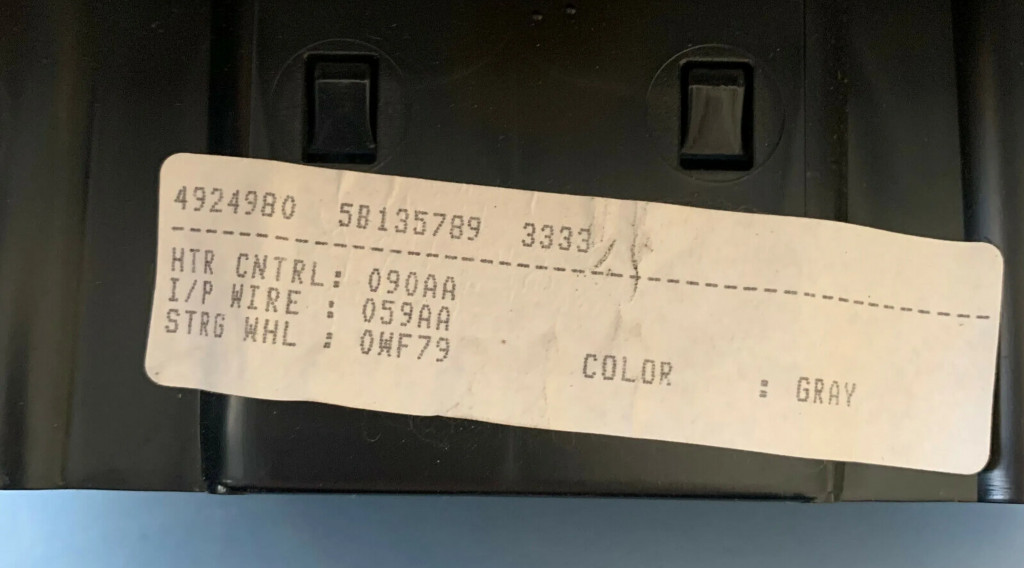 4924980 5B135789 3333
HTR CNTRL: 090AA
I/P WIRE : 059AA
STRG WHL : 0WF79
COLOR : GRAY